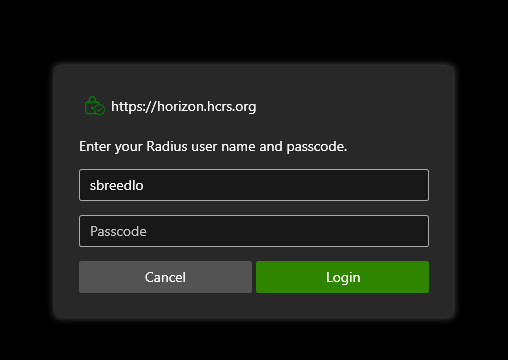 https://horizon.hcrs.org
Enter your Radius user name and passcode.
sbreedlo
Passcode
Cancel Login